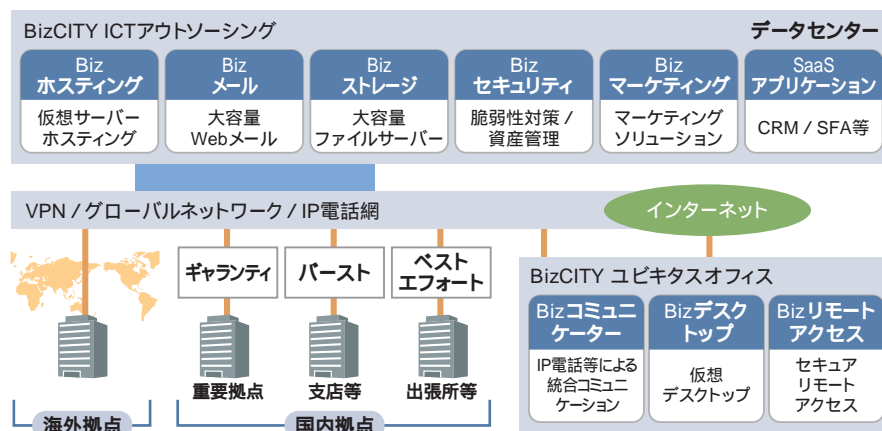 BizCITY ICTアウトソーシング
データセンター
Biz
ホスティング
仮想サーバー
ホスティング
Biz
メール
大容量
Webメール
Biz
ストレージ
大容量
ファイルサーバー
Biz
セキュリティ
脆弱性対策 /
資産管理
Biz
マーケティング
マーケティング
ソリューション
SaaS
アプリケーション
CRM / SFA等
VPN / グローバルネットワーク / IP電話網
インターネット
ギャランティ
バースト
ベスト
エフォート
重要拠点
支店等
出張所等
海外拠点
国内拠点
BizCITY ユビキタスオフィス
Bizコミュニ
ケーター
IP電話等による
統合コミュニ
ケーション
Bizデスク
トップ
仮想
デスクトップ
Bizリモート
アクセス
セキュア
リモート
アクセス